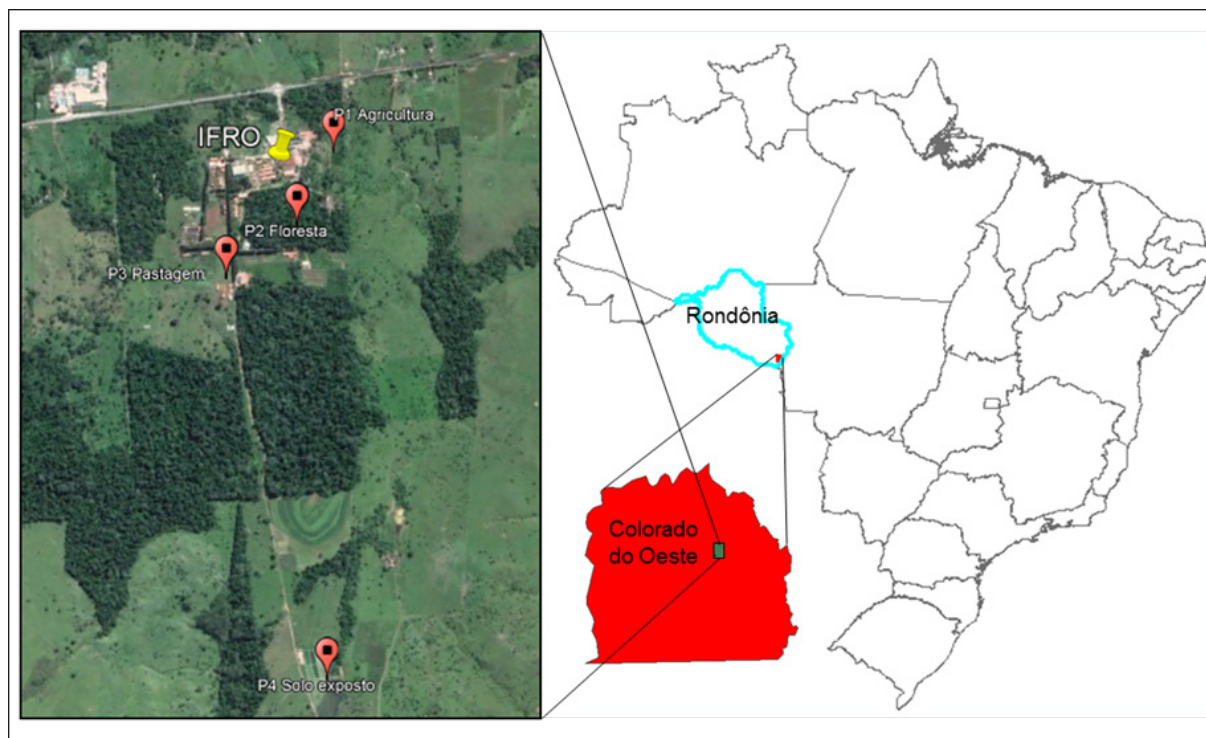 P1 Agricultura
IFRO
P2 Floresta
P3 Pastagem
P4 Solo exposto
Rondônia
Colorado
do Oeste